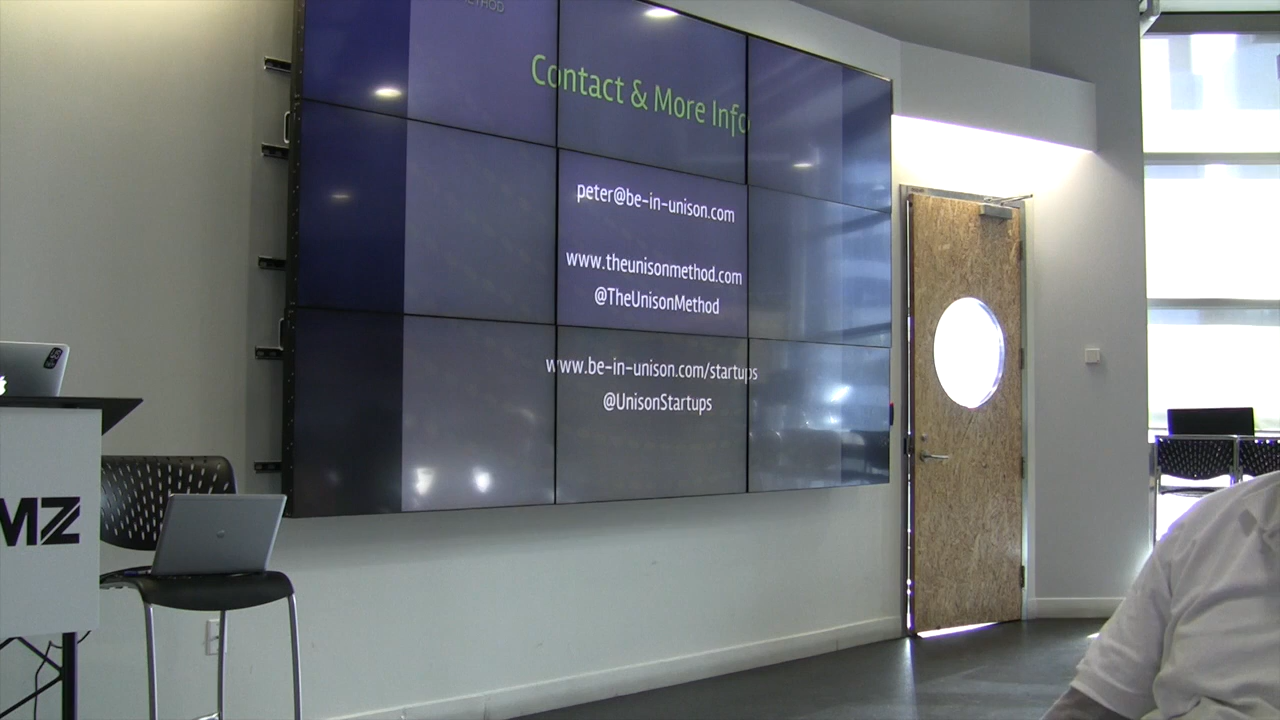 METHOD
Contact & More Info
peter@be-in-unison.com
www.theunisonmethod.com
@TheUnisonMethod
www.be-in-unison.com/startups
@UnisonStartups
MZ